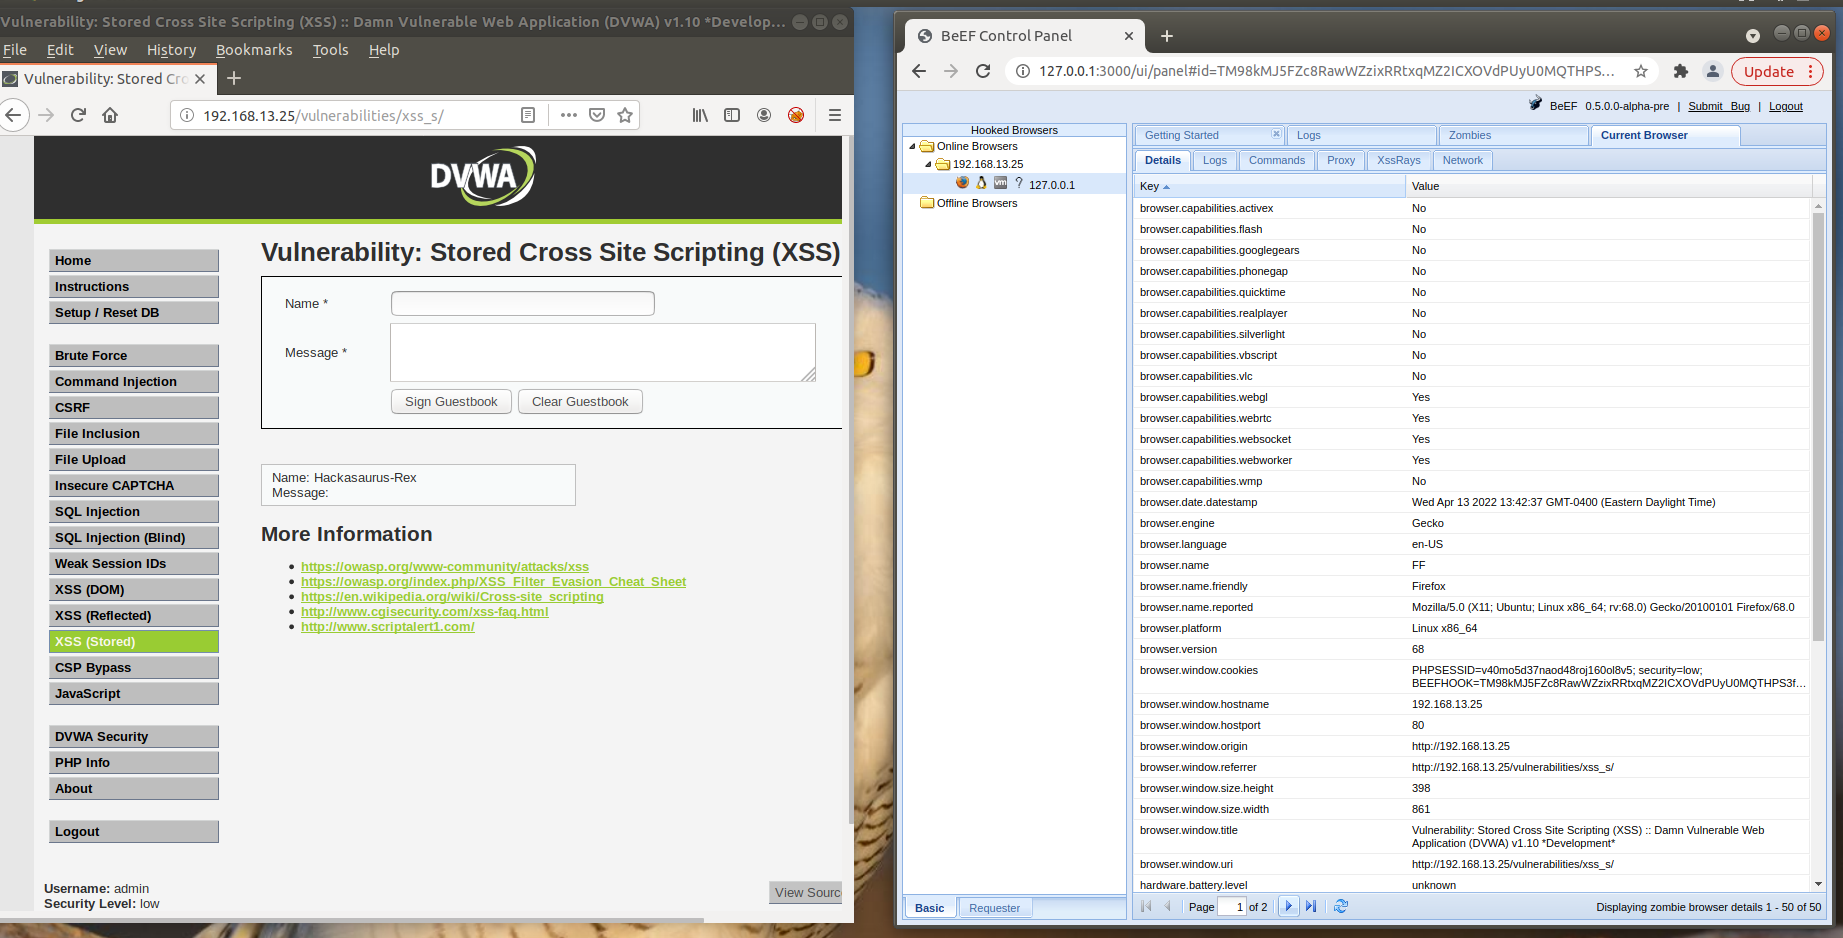 Vulnerability: Stored Cross Site Scripting (XSS) :: Damn Vulnerable Web Application (DVWA) v1.10 *Develop...
File Edit View History Bookmarks Tools Help
Vulnerability: Stored Cro
192.168.13.25/vulnerabilities/xss_s/
DVWA
Home
Instructions
Setup / Reset DB
Brute Force
Command Injection
CSRF
File Inclusion
File Upload
Insecure CAPTCHA
SQL Injection
SQL Injection (Blind)
Weak Session IDs
XSS (DOM)
XSS (Reflected)
XSS (Stored)
CSP Bypass
JavaScript
DVWA Security
PHP Info
About
Logout
Username: admin
Security Level: low
Vulnerability: Stored Cross Site Scripting (XSS)
Name *
Message *
Sign Guestbook Clear Guestbook
Name: Hackasaurus-Rex
Message:
More Information
https://owasp.org/www-community/attacks/xss
https://owasp.org/index.php/XSS_Filter_Evasion_Cheat_Sheet
https://en.wikipedia.org/wiki/Cross-site_scripting
http://www.cgisecurity.com/xss-faq.html
http://www.scriptalert1.com/
View Sourc
BeEF Control Panel
127.0.0.1:3000/ui/panel#id=TM98kMJ5FZc8RawWZzixRRtxqMZ2ICXOVdPUyU0MQTHPS...
Update
BeEF 0.5.0.0-alpha-pre | Submit Bug | Logout
Hooked Browsers
Online Browsers
192.168.13.25
vm ? 127.0.0.1
Offline Browsers
Basic Requester
Getting Started Logs Zombies Current Browser
Details Logs Commands Proxy XssRays Network
Key Value
browser.capabilities.activex No
browser.capabilities.flash No
browser.capabilities.googlegears No
browser.capabilities.phonegap No
browser.capabilities.quicktime No
browser.capabilities.realplayer No
browser.capabilities.silverlight No
browser.capabilities.vbscript No
browser.capabilities.vlc No
browser.capabilities.webgl Yes
browser.capabilities.webrtc Yes
browser.capabilities.websocket Yes
browser.capabilities.webworker Yes
browser.capabilities.wmp No
browser.date.datestamp Wed Apr 13 2022 13:42:37 GMT-0400 (Eastern Daylight Time)
browser.engine Gecko
browser.language en-US
browser.name FF
browser.name.friendly Firefox
browser.name.reported Mozilla/5.0 (X11; Ubuntu; Linux x86_64; rv:68.0) Gecko/20100101 Firefox/68.0
browser.platform Linux x86_64
browser.version 68
browser.window.cookies PHPSESSID=v40mo5d37naod48roj160ol8v5; security=low;
BEEFHOOK=TM98kMJ5FZc8RawWZzixRRtxqMZ2ICXOVdPUyU0MQTHPS3f...
browser.window.hostname 192.168.13.25
browser.window.hostport 80
browser.window.origin http://192.168.13.25
browser.window.referrer http://192.168.13.25/vulnerabilities/xss_s/
browser.window.size.height 398
browser.window.size.width 861
browser.window.title Vulnerability: Stored Cross Site Scripting (XSS) :: Damn Vulnerable Web
Application (DVWA) v1.10 *Development*
browser.window.uri http://192.168.13.25/vulnerabilities/xss_s/
hardware.battery.level unknown
Page 1 of 2 Displaying zombie browser details 1 - 50 of 50